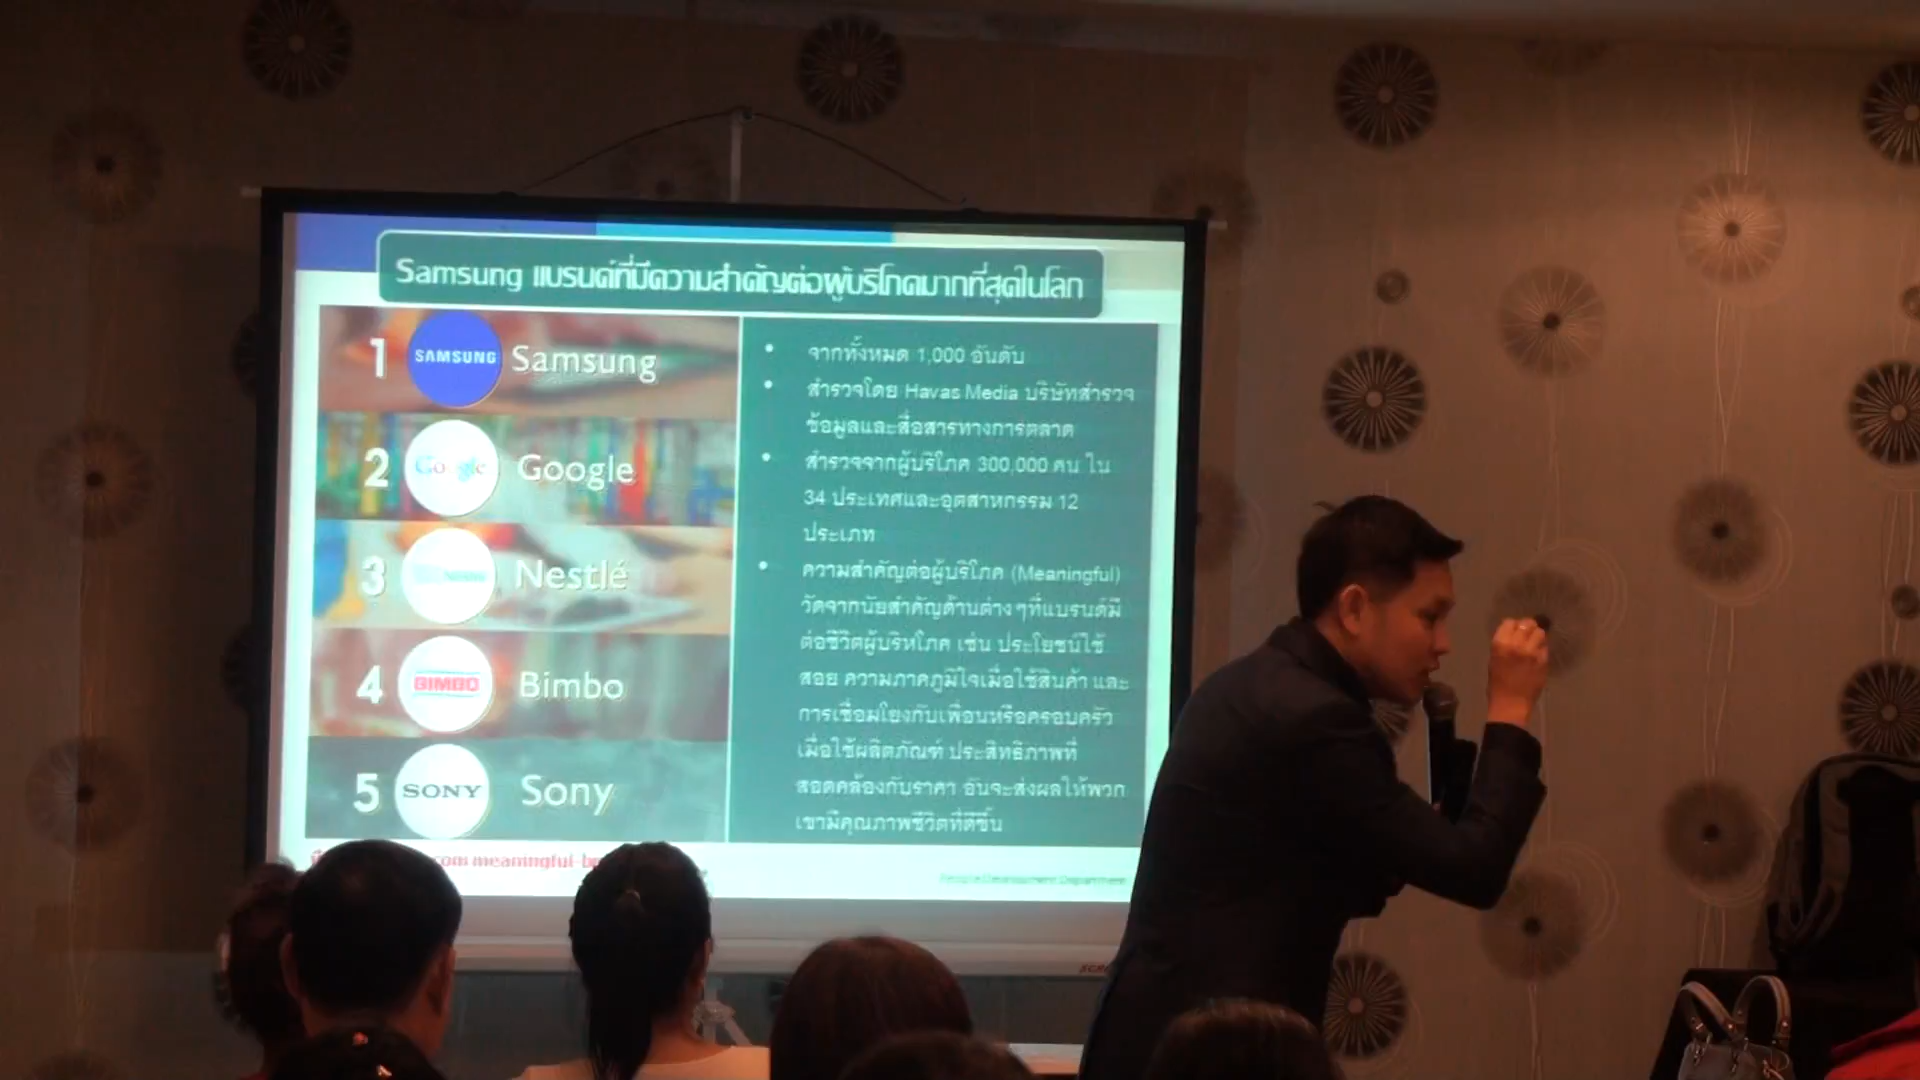 Samsung แบรนด์ที่มีความสำคัญต่อผู้บริโภคมากที่สุดในโลก
1 SAMSUNG Samsung
2 Google Google
3 Nestlé
4 BIMBO Bimbo
5 SONY Sony
• จากทั้งหมด 1,000 อันดับ
• สำรวจโดย Havas Media บริษัทสำรวจ
ข้อมูลและสื่อสารทางการตลาด
• สำรวจจากผู้บริโภค 300,000 คน ใน
34 ประเทศและอุตสาหกรรม 12
ประเภท
• ความสำคัญต่อผู้บริโภค (Meaningful)
วัดจากนัยสำคัญด้านต่างๆที่แบรนด์มี
ต่อชีวิตผู้บริหโภค เช่น ประโยชน์ใช้
สอย ความภาคภูมิใจเมื่อใช้สินค้า และ
การเชื่อมโยงกับเพื่อนหรือครอบครัว
เมื่อใช้ผลิตภัณฑ์ ประสิทธิภาพที่
สอดคล้องกับราคา อันจะส่งผลให้พวก
เขามีคุณภาพชีวิตที่ดีขึ้น
com meaningful-br
People Development Department